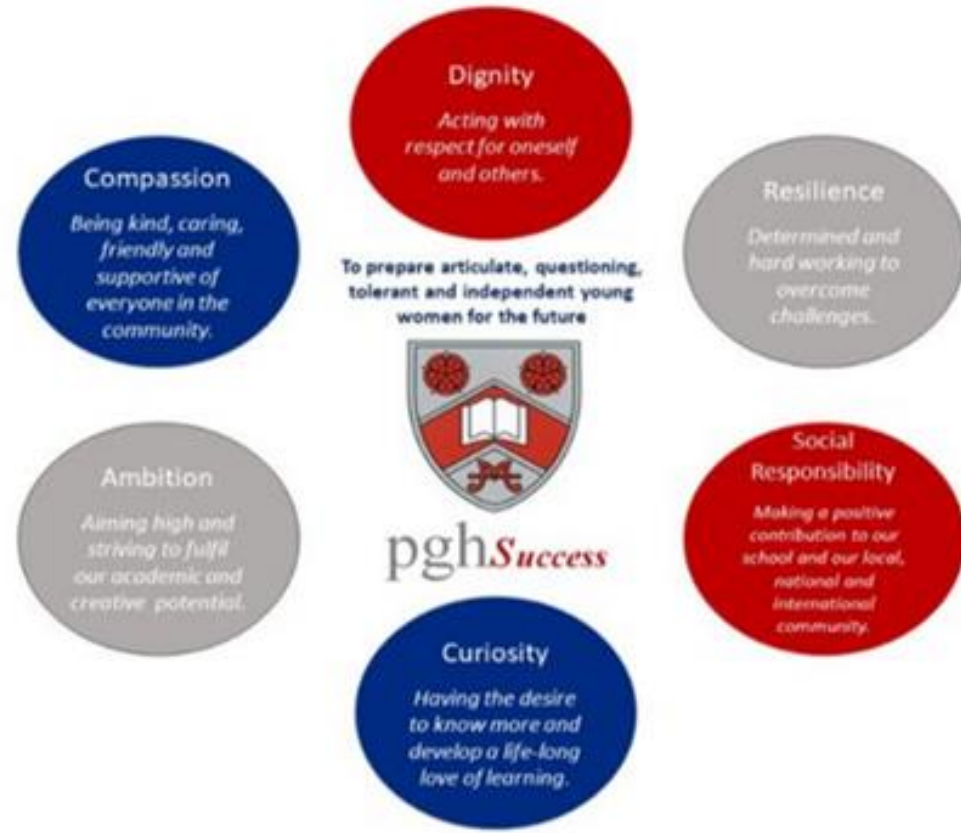 Dignity
Acting with
respect for oneself
and others.
Compassion
Being kind, caring,
friendly and
supportive of
everyone in the
community.
Resilience
Determined and
hard working to
overcome
challenges.
To prepare articulate, questioning,
tolerant and independent young
women for the future
Ambition
Aiming high and
striving to fulfil
our academic and
creative potential.
pghSuccess
Social
Responsibility
Making a positive
contribution to our
school and our local,
national and
international
community.
Curiosity
Having the desire
to know more and
develop a life-long
love of learning.